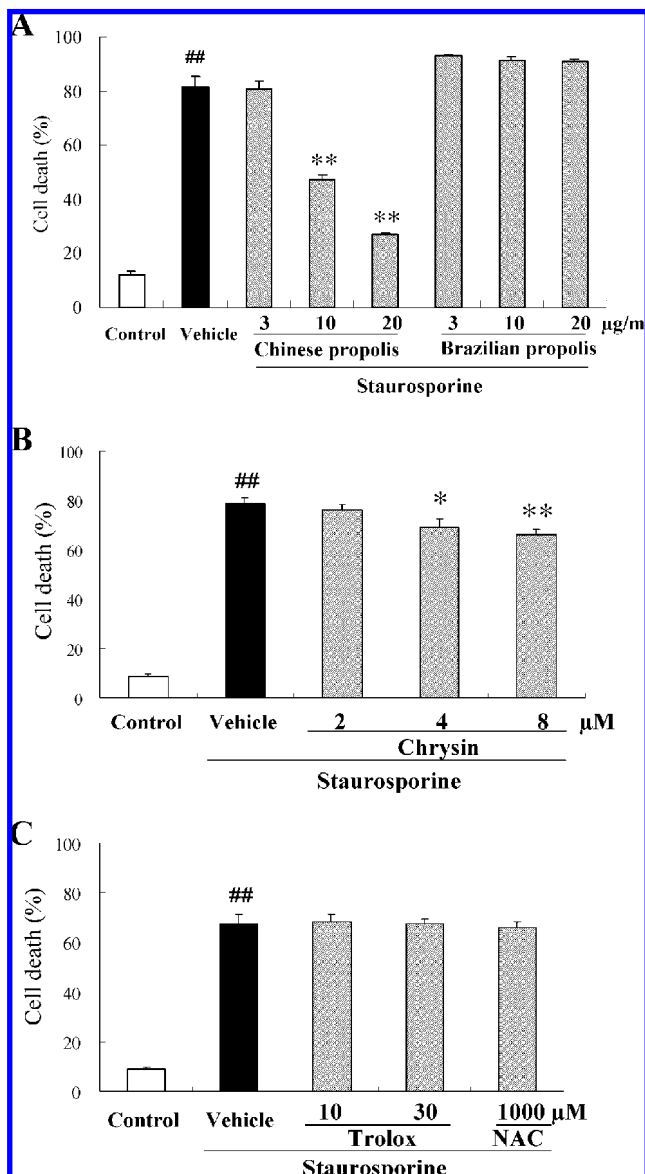 A
100
80
60
40
20
0
Cell death (%)
##
**
**
Control Vehicle 3 10 20 3 10 20 µg/m
Chinese propolis Brazilian propolis
Staurosporine
B
100
80
60
40
20
0
Cell death (%)
##
*
**
Control Vehicle 2 4 8 µM
Chrysin
Staurosporine
C
100
80
60
40
20
0
Cell death (%)
##
Control Vehicle 10 30 1000 µM
Trolox NAC
Staurosporine